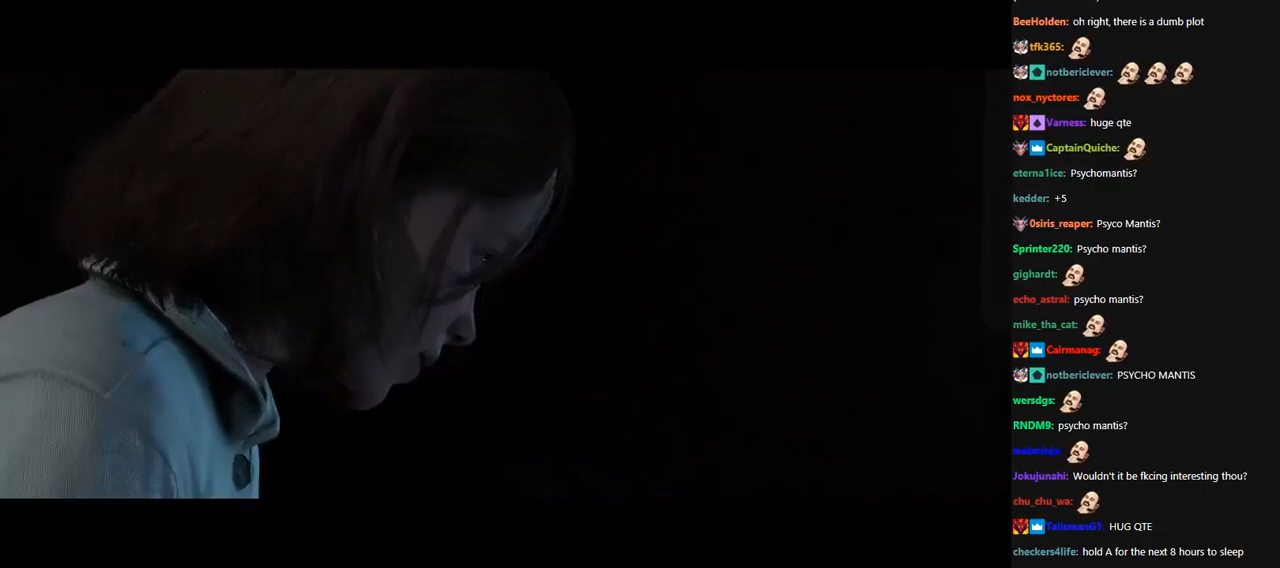 BeeHolden: oh right, there is a dumb plot
tfk365:
notbericlever:
nox_nyctores:
Varness: huge qte
CaptainQuiche:
eterna1ice: Psychomantis?
kedder: +5
0siris_reaper: Psyco Mantis?
Sprinter220: Psycho mantis?
gighardt:
echo_astral: psycho mantis?
mike_tha_cat:
Cairmanag:
notbericlever: PSYCHO MANTIS
wersdgs:
RNDM9: psycho mantis?
Jokujunahi: Wouldn't it be fkcing interesting thou?
chu_chu_wa:
TalismanG1: HUG QTE
checkers4life: hold A for the next 8 hours to sleep